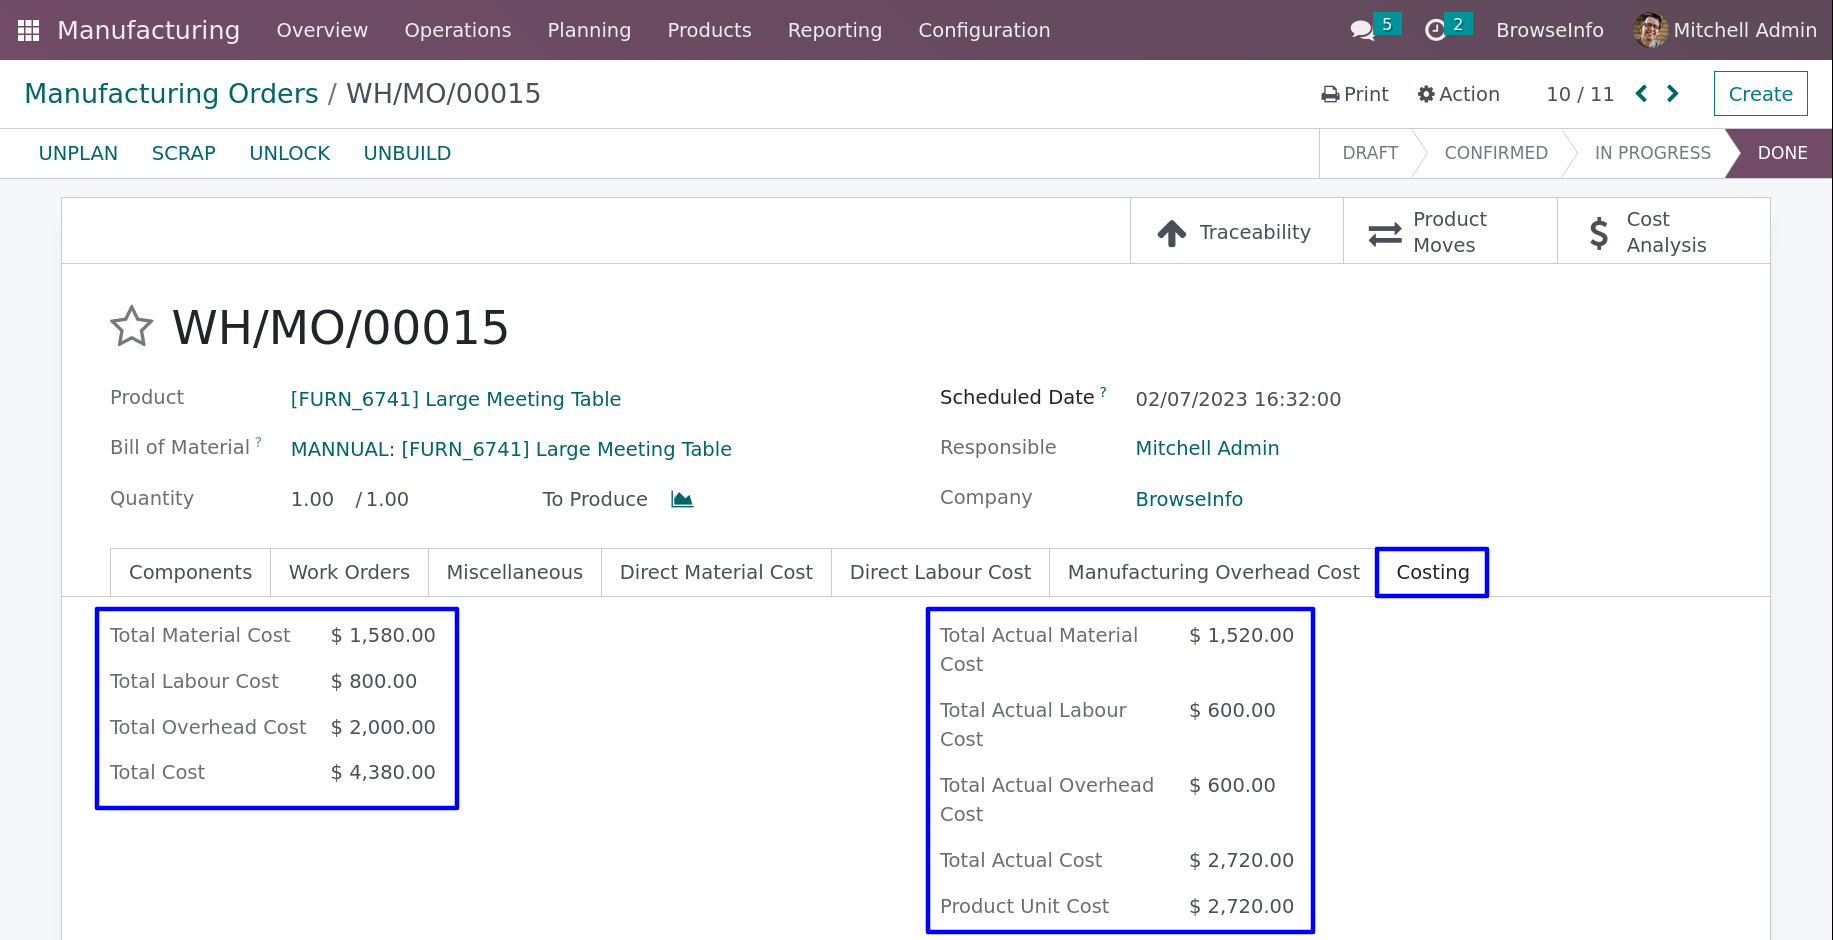 Manufacturing Overview Operations Planning Products Reporting Configuration 5 2 BrowseInfo Mitchell Admin
Manufacturing Orders / WH/MO/00015 Print Action 10 / 11 Create
UNPLAN SCRAP UNLOCK UNBUILD DRAFT CONFIRMED IN PROGRESS DONE
Traceability
Product
Moves
Cost
Analysis
WH/MO/00015
Product [FURN_6741] Large Meeting Table
Bill of Material ? MANNUAL: [FURN_6741] Large Meeting Table
Quantity 1.00 / 1.00 To Produce
Scheduled Date ? 02/07/2023 16:32:00
Responsible Mitchell Admin
Company BrowseInfo
Components Work Orders Miscellaneous Direct Material Cost Direct Labour Cost Manufacturing Overhead Cost Costing
Total Material Cost $ 1,580.00
Total Labour Cost $ 800.00
Total Overhead Cost $ 2,000.00
Total Cost $ 4,380.00
Total Actual Material $ 1,520.00
Cost
Total Actual Labour $ 600.00
Cost
Total Actual Overhead $ 600.00
Cost
Total Actual Cost $ 2,720.00
Product Unit Cost $ 2,720.00